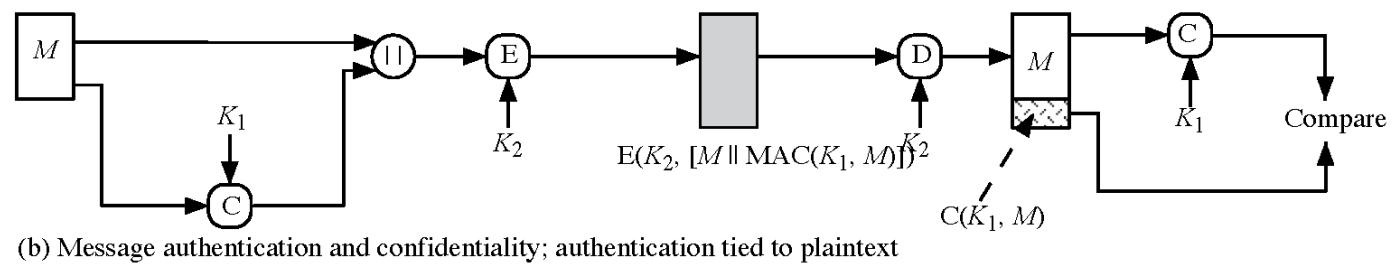 M
||
E
D
M
C
K1
K2
K2
K1
Compare
E(K2, [M || MAC(K1, M)])
C
C(K1, M)
(b) Message authentication and confidentiality; authentication tied to plaintext